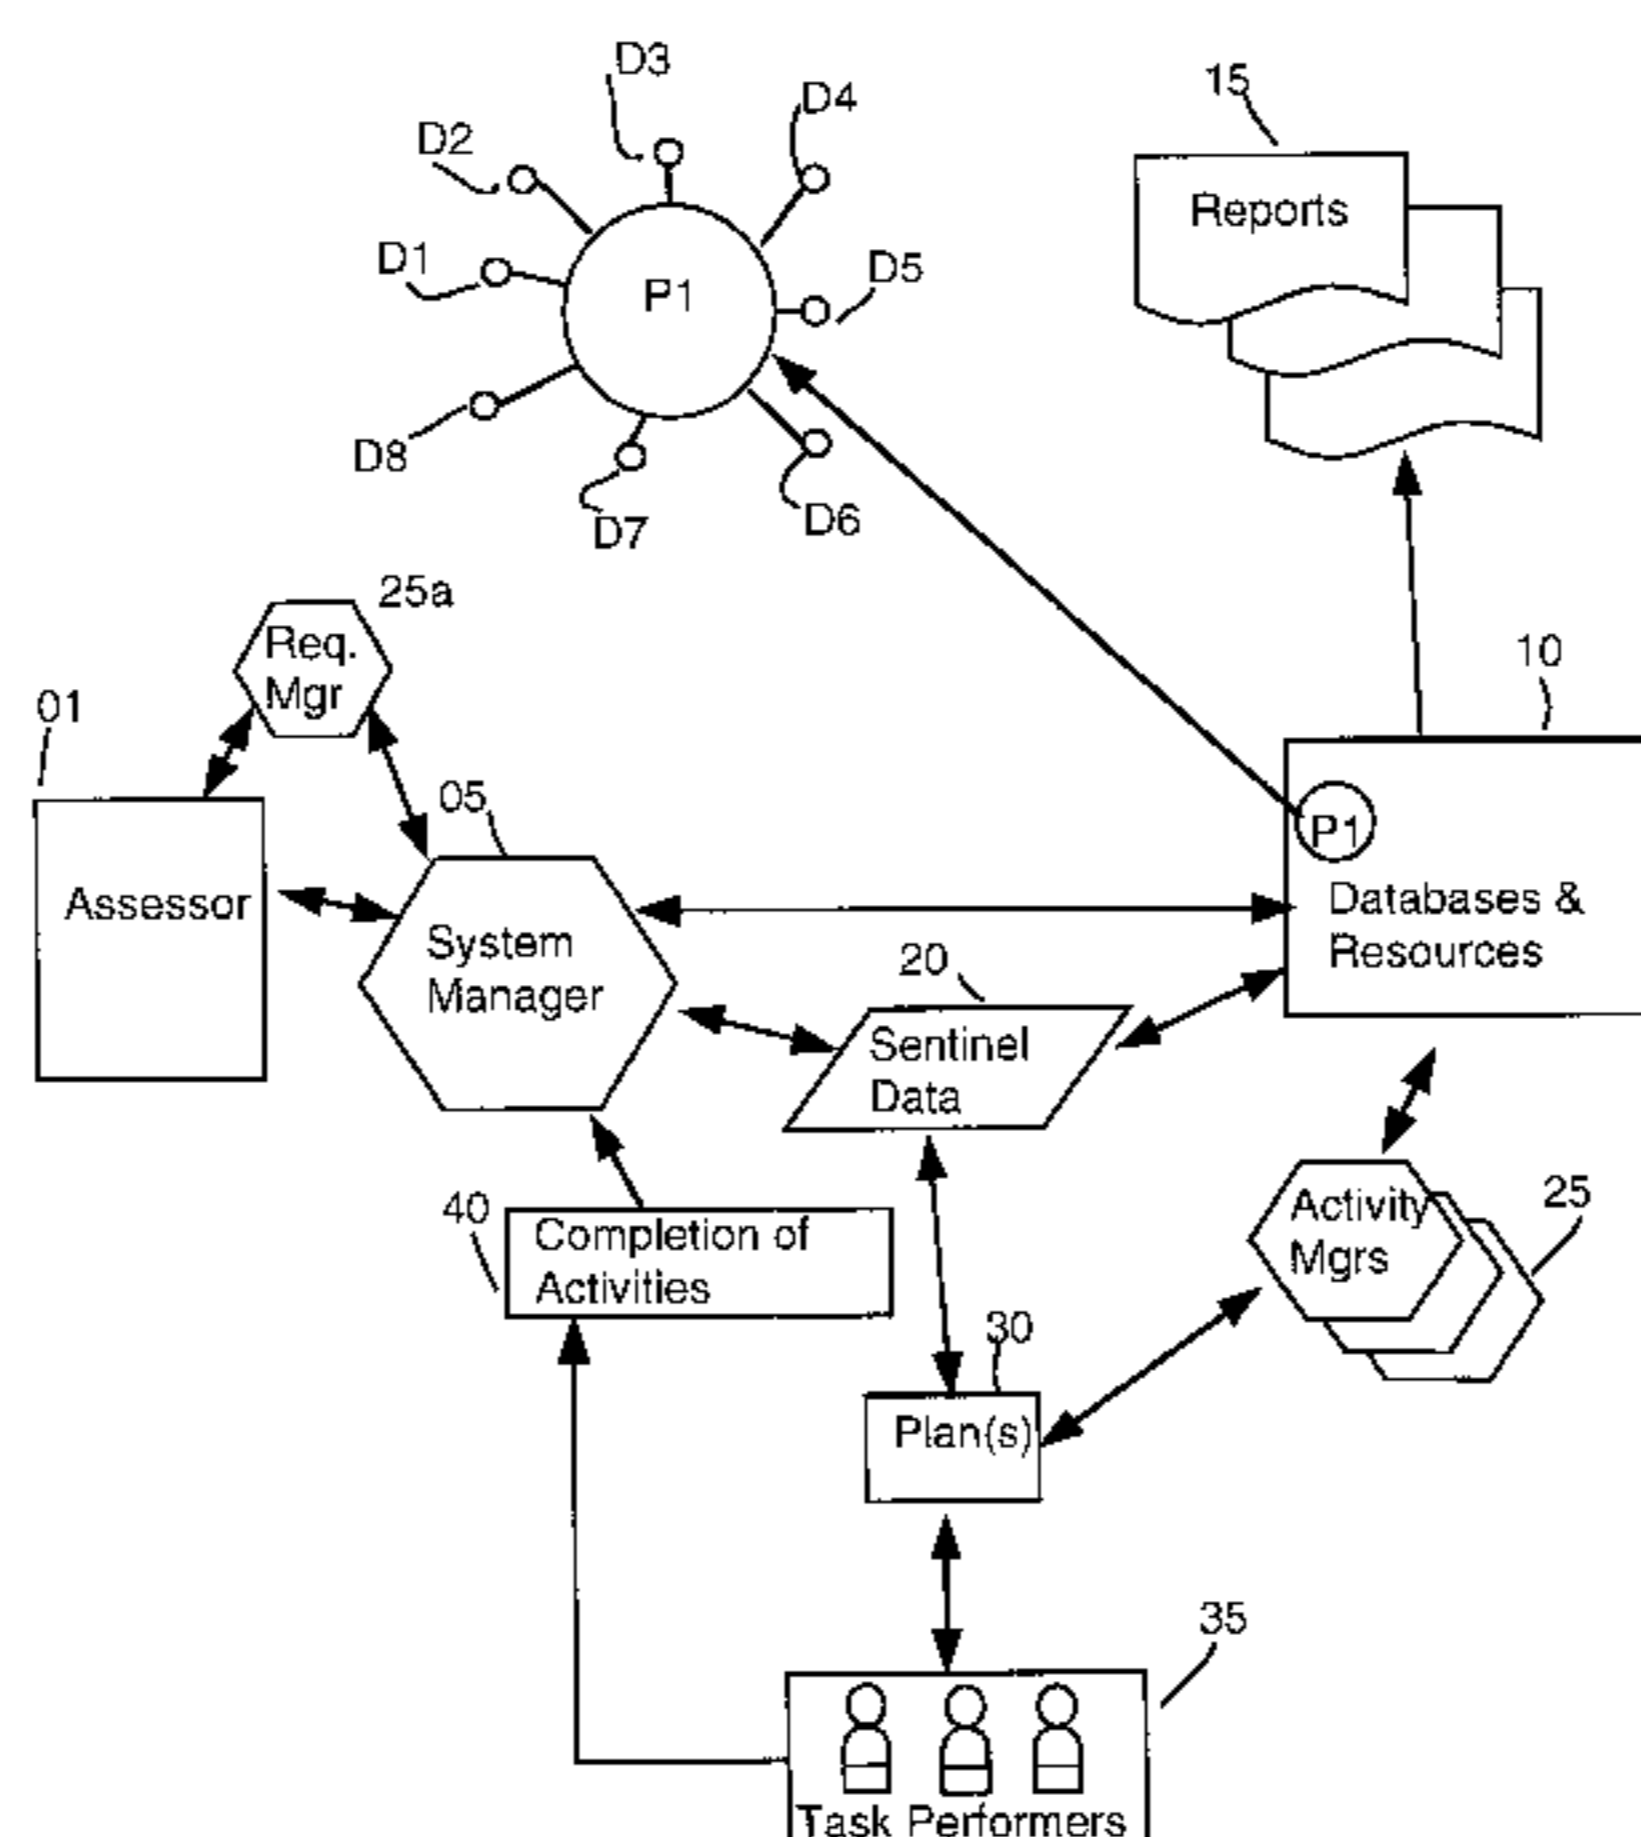 D3
D4
15
D2
Reports
D1
D5
P1
D8
D7
D6
25a
Req.
Mgr
10
01
05
P1
Assessor
Databases &
Resources
System
Manager
20
Sentinel
Data
40
Completion of
Activities
Activity
Mgrs
25
30
Plan(s)
35
Task Performers